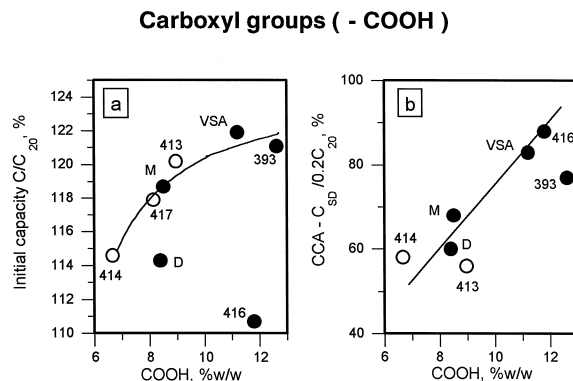 Carboxyl groups ( - COOH )
a
Initial capacity C/C20, %
124
122
120
118
116
114
112
110
6
8
10
12
COOH, %w/w
VSA
413
393
M
417
414
D
416
b
CCA - CSD /0.2C20, %
100
80
60
40
6
8
10
12
COOH, %w/w
VSA
416
393
M
414
D
413